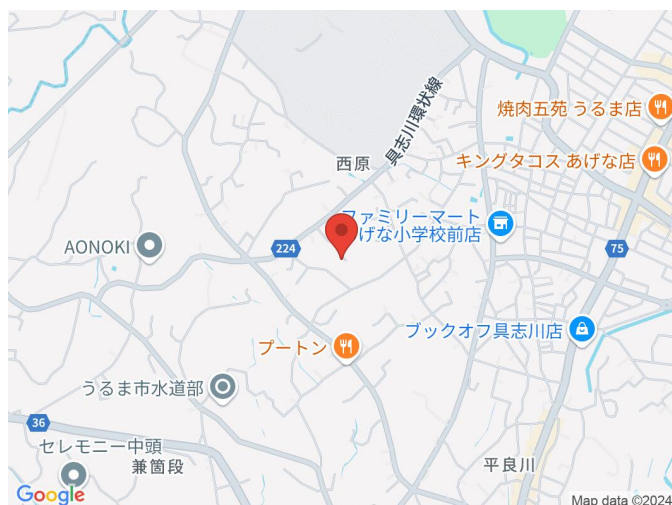 焼肉五苑 うるま店
具志川環状線
キングタコス あげな店
西原
ファミリーマート
あげな小学校前店
AONOKI
224
75
ブックオフ具志川店
プートン
うるま市水道部
36
セレモニー中頭
兼箇段
平良川
Google
Map data ©2024